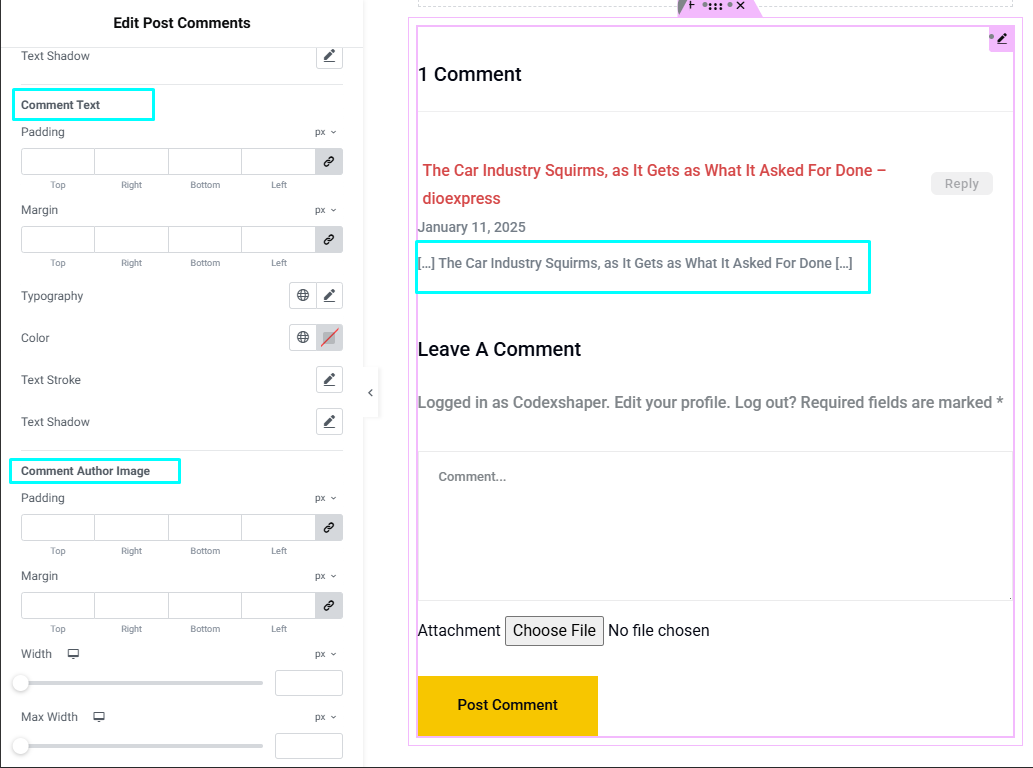 Edit Post Comments
Text Shadow
Comment Text
Padding
px
Top Right Bottom Left
Margin
px
Top Right Bottom Left
Typography
Color
Text Stroke
Text Shadow
Comment Author Image
Padding
px
Top Right Bottom Left
Margin
px
Top Right Bottom Left
Width
px
Max Width
px
1 Comment
The Car Industry Squirms, as It Gets as What It Asked For Done –
dioexpress
Reply
January 11, 2025
[…] The Car Industry Squirms, as It Gets as What It Asked For Done […]
Leave A Comment
Logged in as Codexshaper. Edit your profile. Log out? Required fields are marked *
Comment...
Attachment Choose File No file chosen
Post Comment